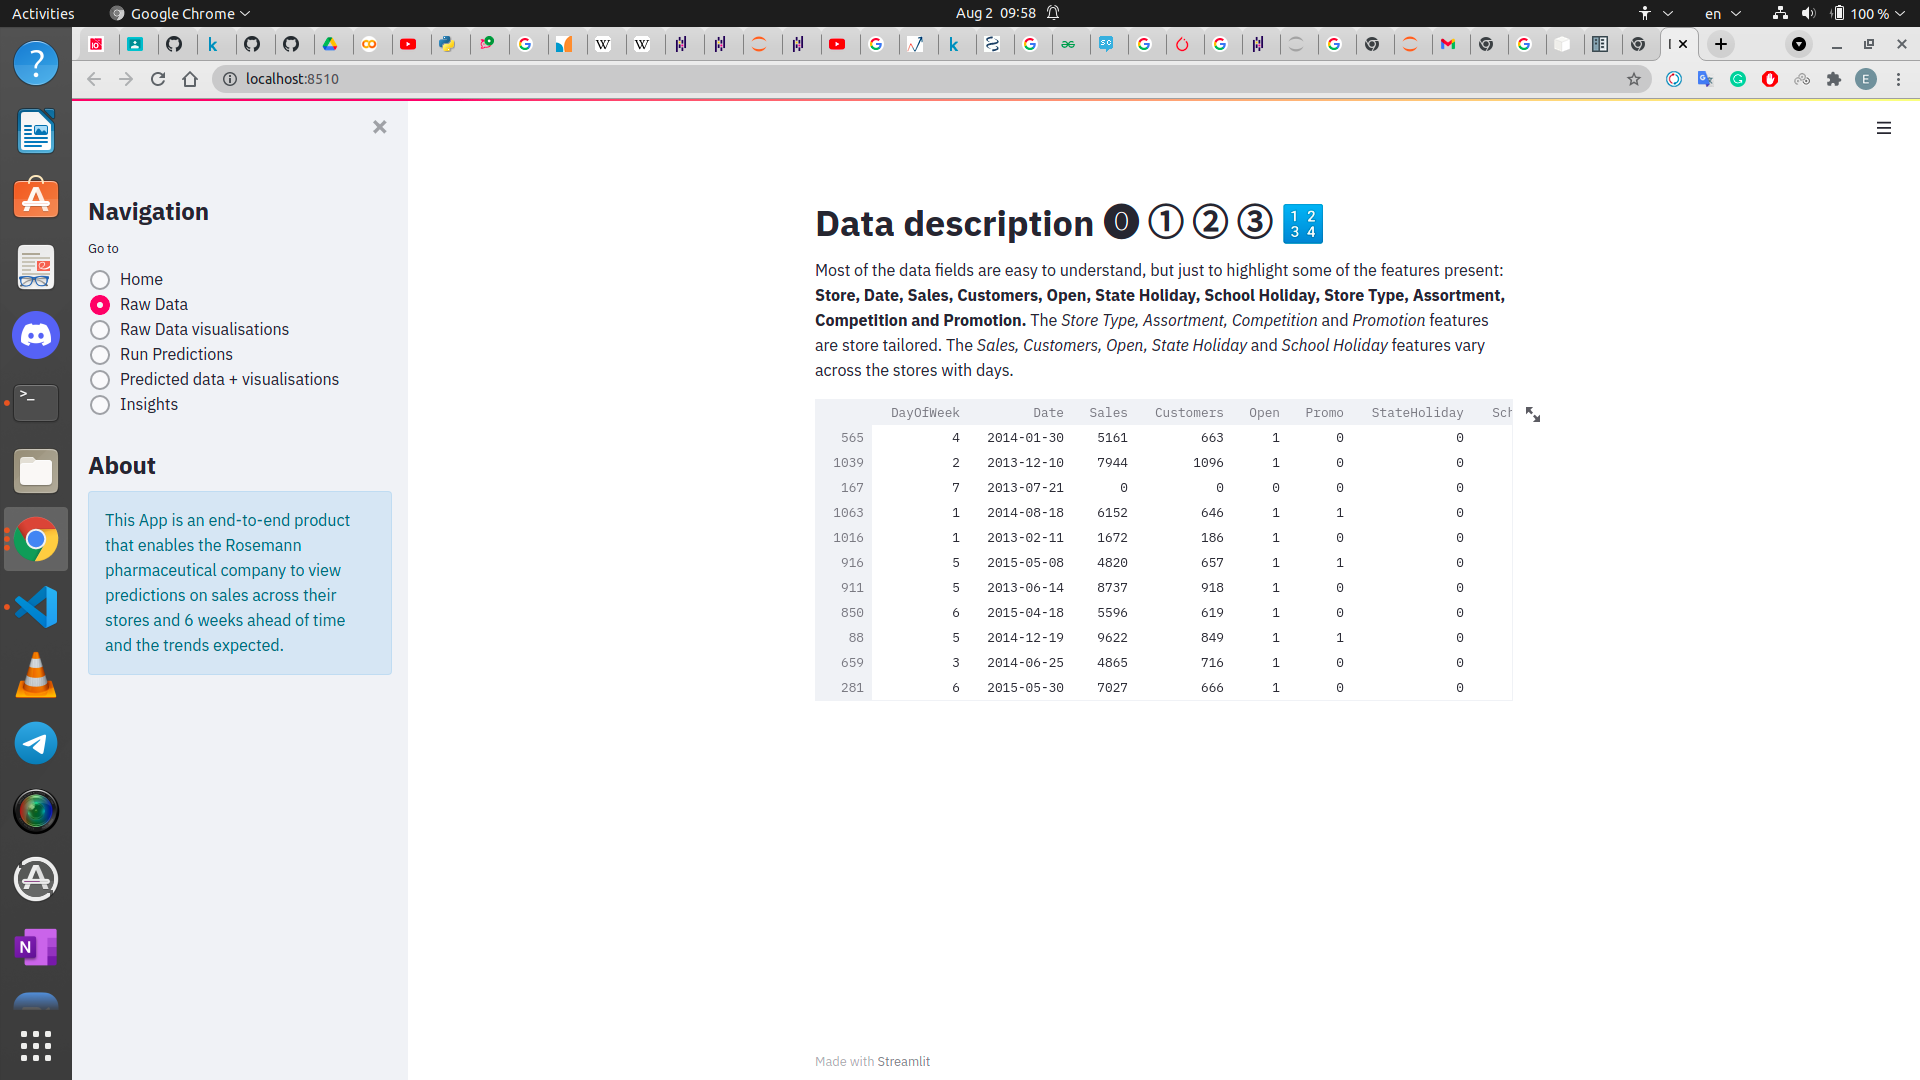 Activities
Google Chrome
Aug 2 09:58
en
100 %
localhost:8510
E
Navigation
Go to
Home
Raw Data
Raw Data visualisations
Run Predictions
Predicted data + visualisations
Insights
About
This App is an end-to-end product
that enables the Rosemann
pharmaceutical company to view
predictions on sales across their
stores and 6 weeks ahead of time
and the trends expected.
Data description ⓿ ① ② ③ 🔢
Most of the data fields are easy to understand, but just to highlight some of the features present:
Store, Date, Sales, Customers, Open, State Holiday, School Holiday, Store Type, Assortment,
Competition and Promotion. The Store Type, Assortment, Competition and Promotion features
are store tailored. The Sales, Customers, Open, State Holiday and School Holiday features vary
across the stores with days.
DayOfWeek Date Sales Customers Open Promo StateHoliday Sch
565 4 2014-01-30 5161 663 1 0 0
1039 2 2013-12-10 7944 1096 1 0 0
167 7 2013-07-21 0 0 0 0 0
1063 1 2014-08-18 6152 646 1 1 0
1016 1 2013-02-11 1672 186 1 0 0
916 5 2015-05-08 4820 657 1 1 0
911 5 2013-06-14 8737 918 1 0 0
850 6 2015-04-18 5596 619 1 0 0
88 5 2014-12-19 9622 849 1 1 0
659 3 2014-06-25 4865 716 1 0 0
281 6 2015-05-30 7027 666 1 0 0
Made with Streamlit